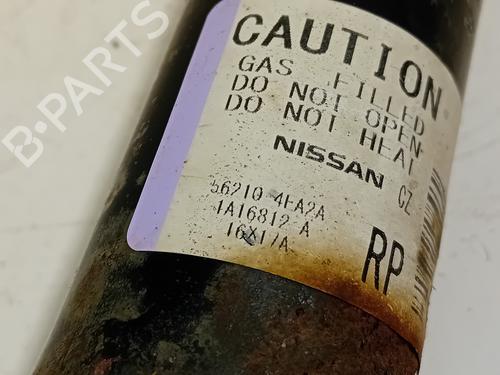 B-PARTS
CAUTION
GAS FILLED
DO NOT OPEN
DO NOT HEAT
NISSAN CZ
56210 4EA2A
1A16812 A
16X17A
RP